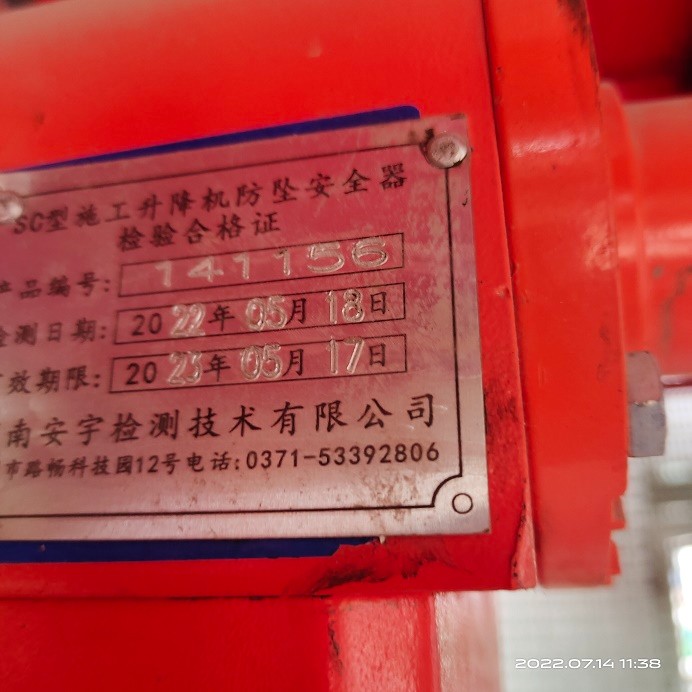 SC型施工升降机防坠安全器
检验合格证
产品编号: 141156
检测日期: 2022年05月18日
有效期限: 2023年05月17日
南安宇检测技术有限公司
市路畅科技园12号电话:0371-53392806
2022.07.14 11:38